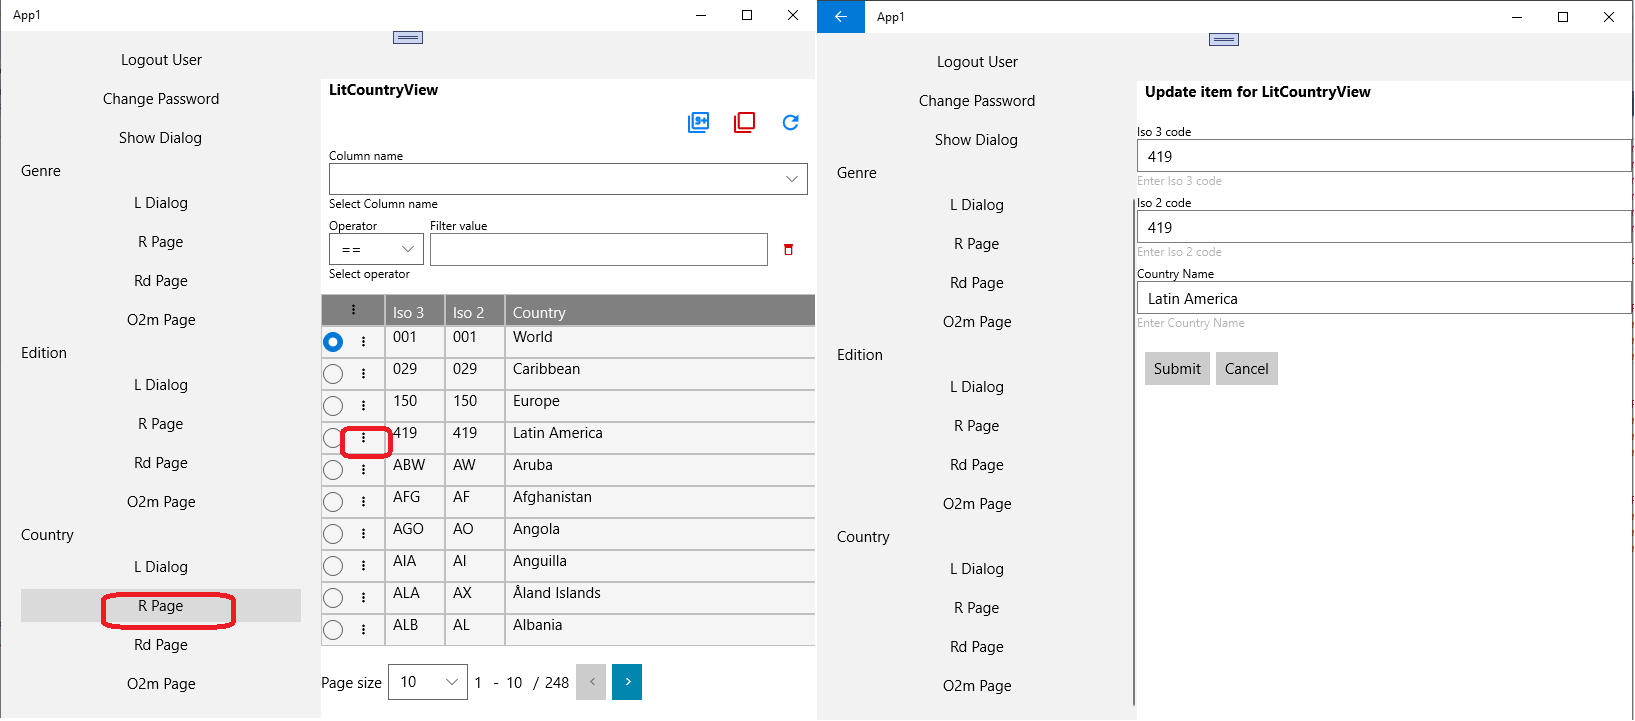 App1
Logout User
Change Password
Show Dialog
Genre
L Dialog
R Page
Rd Page
O2m Page
Edition
L Dialog
R Page
Rd Page
O2m Page
Country
L Dialog
R Page
Rd Page
O2m Page
LitCountryView
9+
Column name
Select Column name
Operator Filter value
==
Select operator
Iso 3 Iso 2 Country
001 001 World
029 029 Caribbean
150 150 Europe
419 419 Latin America
ABW AW Aruba
AFG AF Afghanistan
AGO AO Angola
AIA AI Anguilla
ALA AX Åland Islands
ALB AL Albania
Page size 10 1 - 10 / 248
App1
Logout User
Change Password
Show Dialog
Genre
L Dialog
R Page
Rd Page
O2m Page
Edition
L Dialog
R Page
Rd Page
O2m Page
Country
L Dialog
R Page
Rd Page
O2m Page
Update item for LitCountryView
Iso 3 code
419
Enter Iso 3 code
Iso 2 code
419
Enter Iso 2 code
Country Name
Latin America
Enter Country Name
Submit Cancel